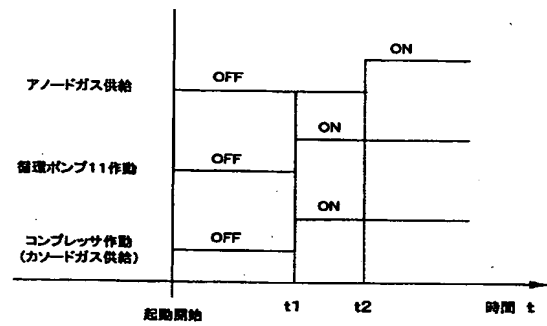 ON
アノードガス供給
OFF
ON
循環ポンプ11作動
OFF
ON
コンプレッサ作動
(カソードガス供給)
OFF
起動開始
t1
t2
時間 t